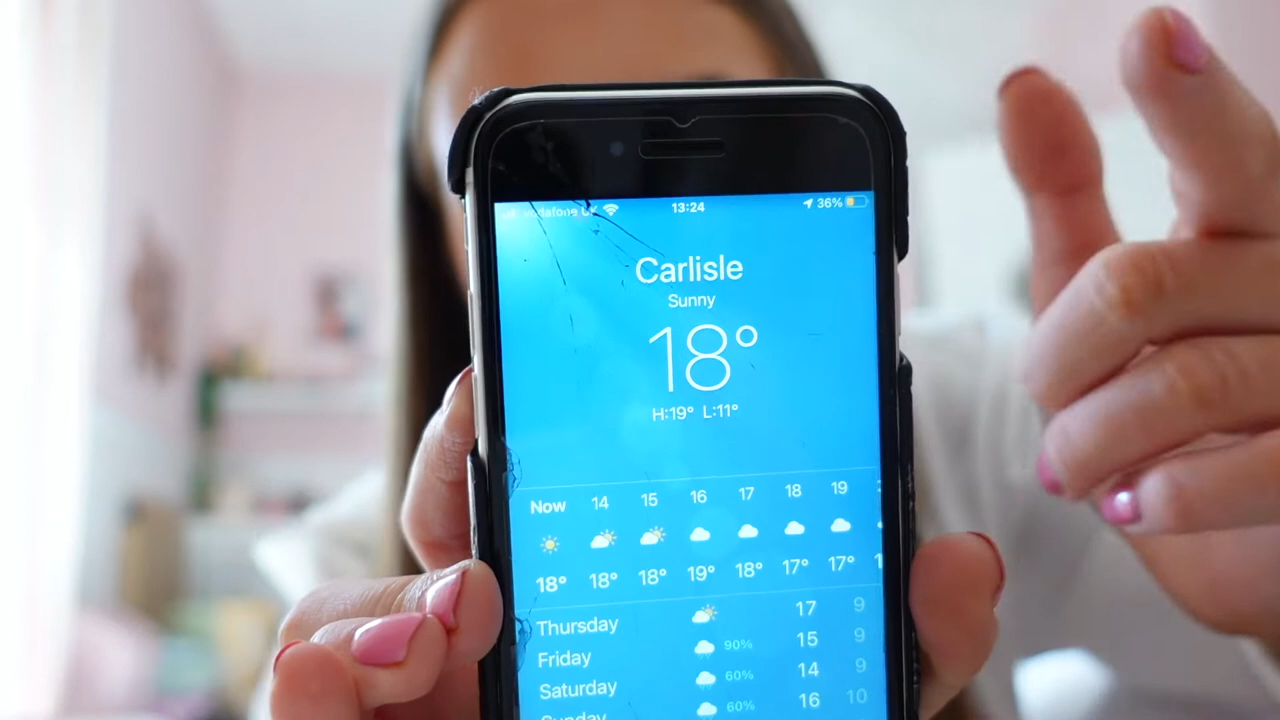 vodafone UK 13:24 36%
Carlisle
Sunny
18°
H:19° L:11°
Now 14 15 16 17 18 19
18° 18° 18° 19° 18° 17° 17°
Thursday 17 9
Friday 90% 15 9
Saturday 60% 14 9
Sunday 60% 16 10